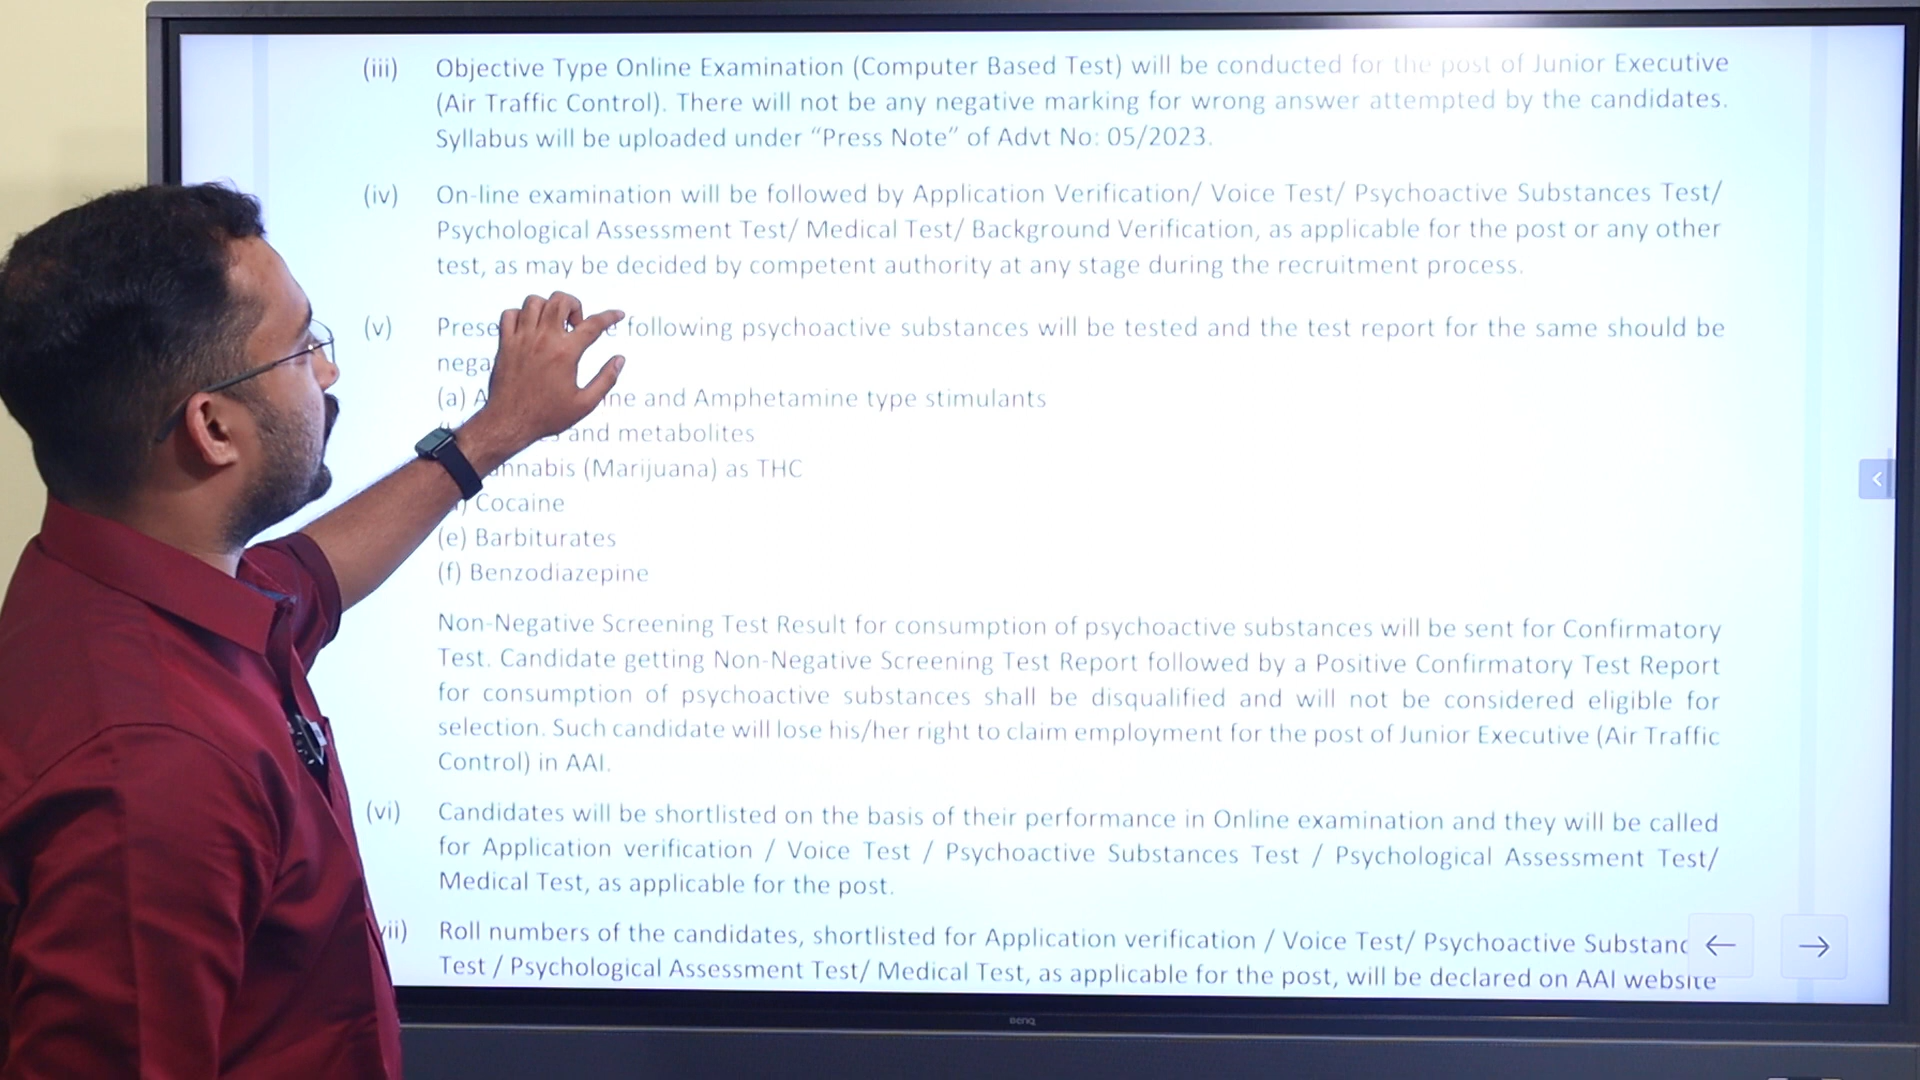 (iii) Objective Type Online Examination (Computer Based Test) will be conducted for the post of Junior Executive
(Air Traffic Control). There will not be any negative marking for wrong answer attempted by the candidates.
Syllabus will be uploaded under “Press Note” of Advt No: 05/2023.
(iv) On-line examination will be followed by Application Verification/ Voice Test/ Psychoactive Substances Test/
Psychological Assessment Test/ Medical Test/ Background Verification, as applicable for the post or any other
test, as may be decided by competent authority at any stage during the recruitment process.
(v) following psychoactive substances will be tested and the test report for the same should be
(a) and Amphetamine type stimulants
and metabolites
(Marijuana) as THC
Cocaine
(e) Barbiturates
(f) Benzodiazepine
Non-Negative Screening Test Result for consumption of psychoactive substances will be sent for Confirmatory
Test. Candidate getting Non-Negative Screening Test Report followed by a Positive Confirmatory Test Report
for consumption of psychoactive substances shall be disqualified and will not be considered eligible for
selection. Such candidate will lose his/her right to claim employment for the post of Junior Executive (Air Traffic
Control) in AAI.
(vi) Candidates will be shortlisted on the basis of their performance in Online examination and they will be called
for Application verification / Voice Test / Psychoactive Substances Test / Psychological Assessment Test/
Medical Test, as applicable for the post.
Roll numbers of the candidates, shortlisted for Application verification / Voice Test/ Psychoactive
Test / Psychological Assessment Test/ Medical Test, as applicable for the post, will be declared on AAI website
BenQ